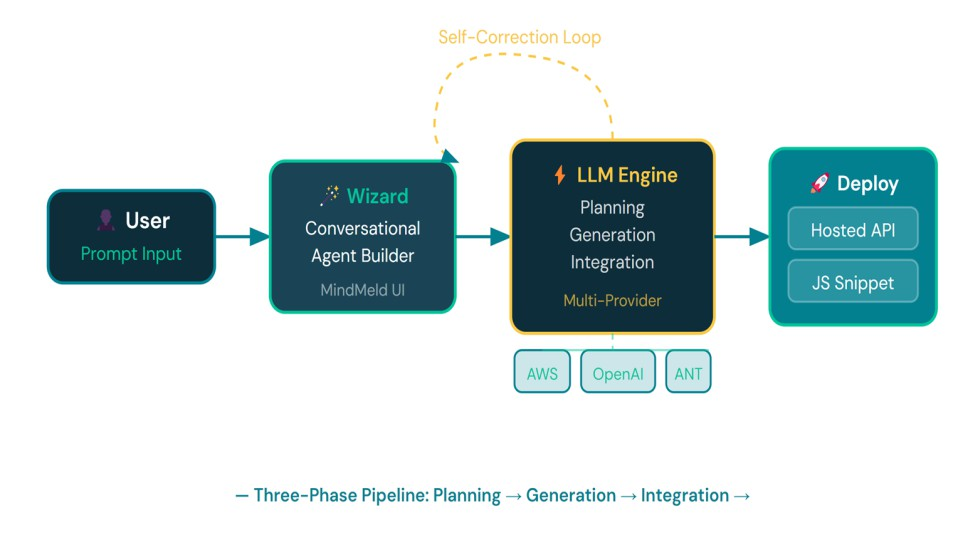 Self-Correction Loop
User
Prompt Input
Wizard
Conversational
Agent Builder
MindMeld UI
LLM Engine
Planning
Generation
Integration
Multi-Provider
AWS
OpenAI
ANT
Deploy
Hosted API
JS Snippet
— Three-Phase Pipeline: Planning → Generation → Integration →